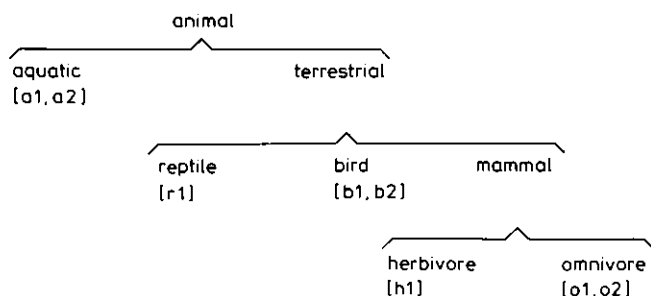 animal
aquatic terrestrial
[a1, a2]
reptile bird mammal
[r1] [b1, b2]
herbivore omnivore
[h1] [o1, o2]